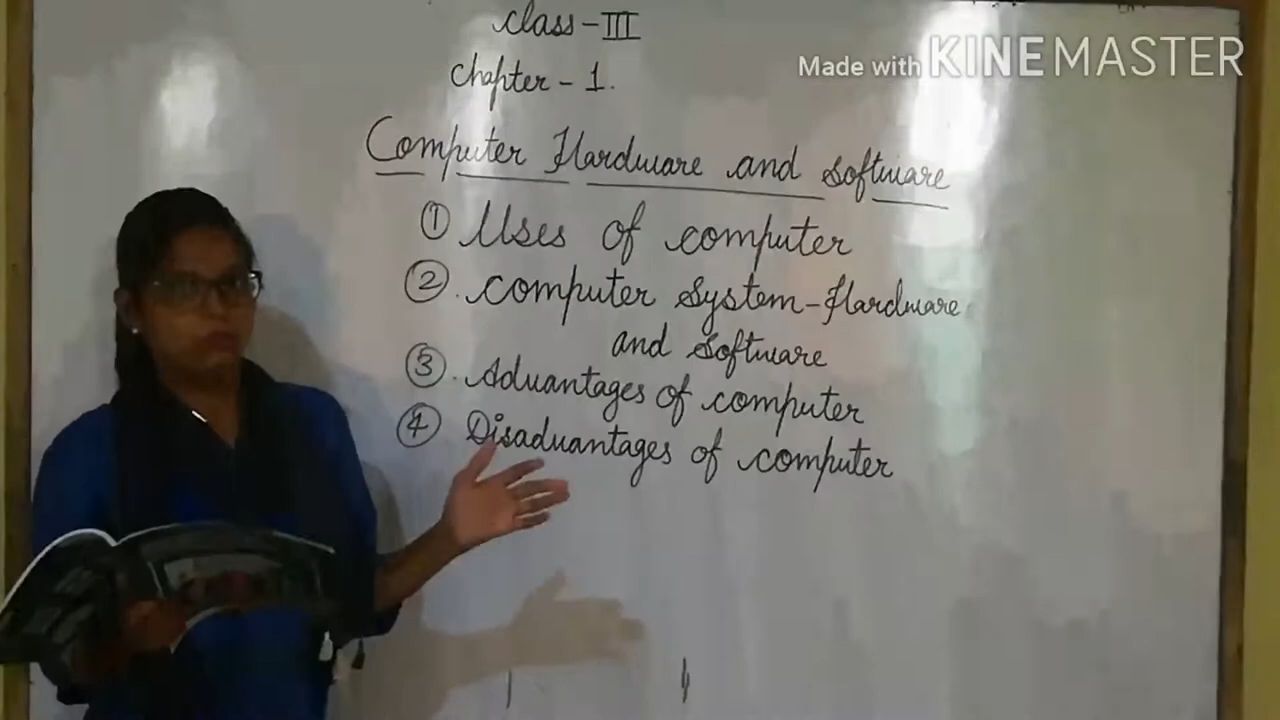 Class - III
Made with KINEMASTER
Chapter - 1.
Computer Hardware and Software
① Uses of computer
②. Computer System - Hardware
and Software
③. Advantages of computer
④ Disadvantages of computer